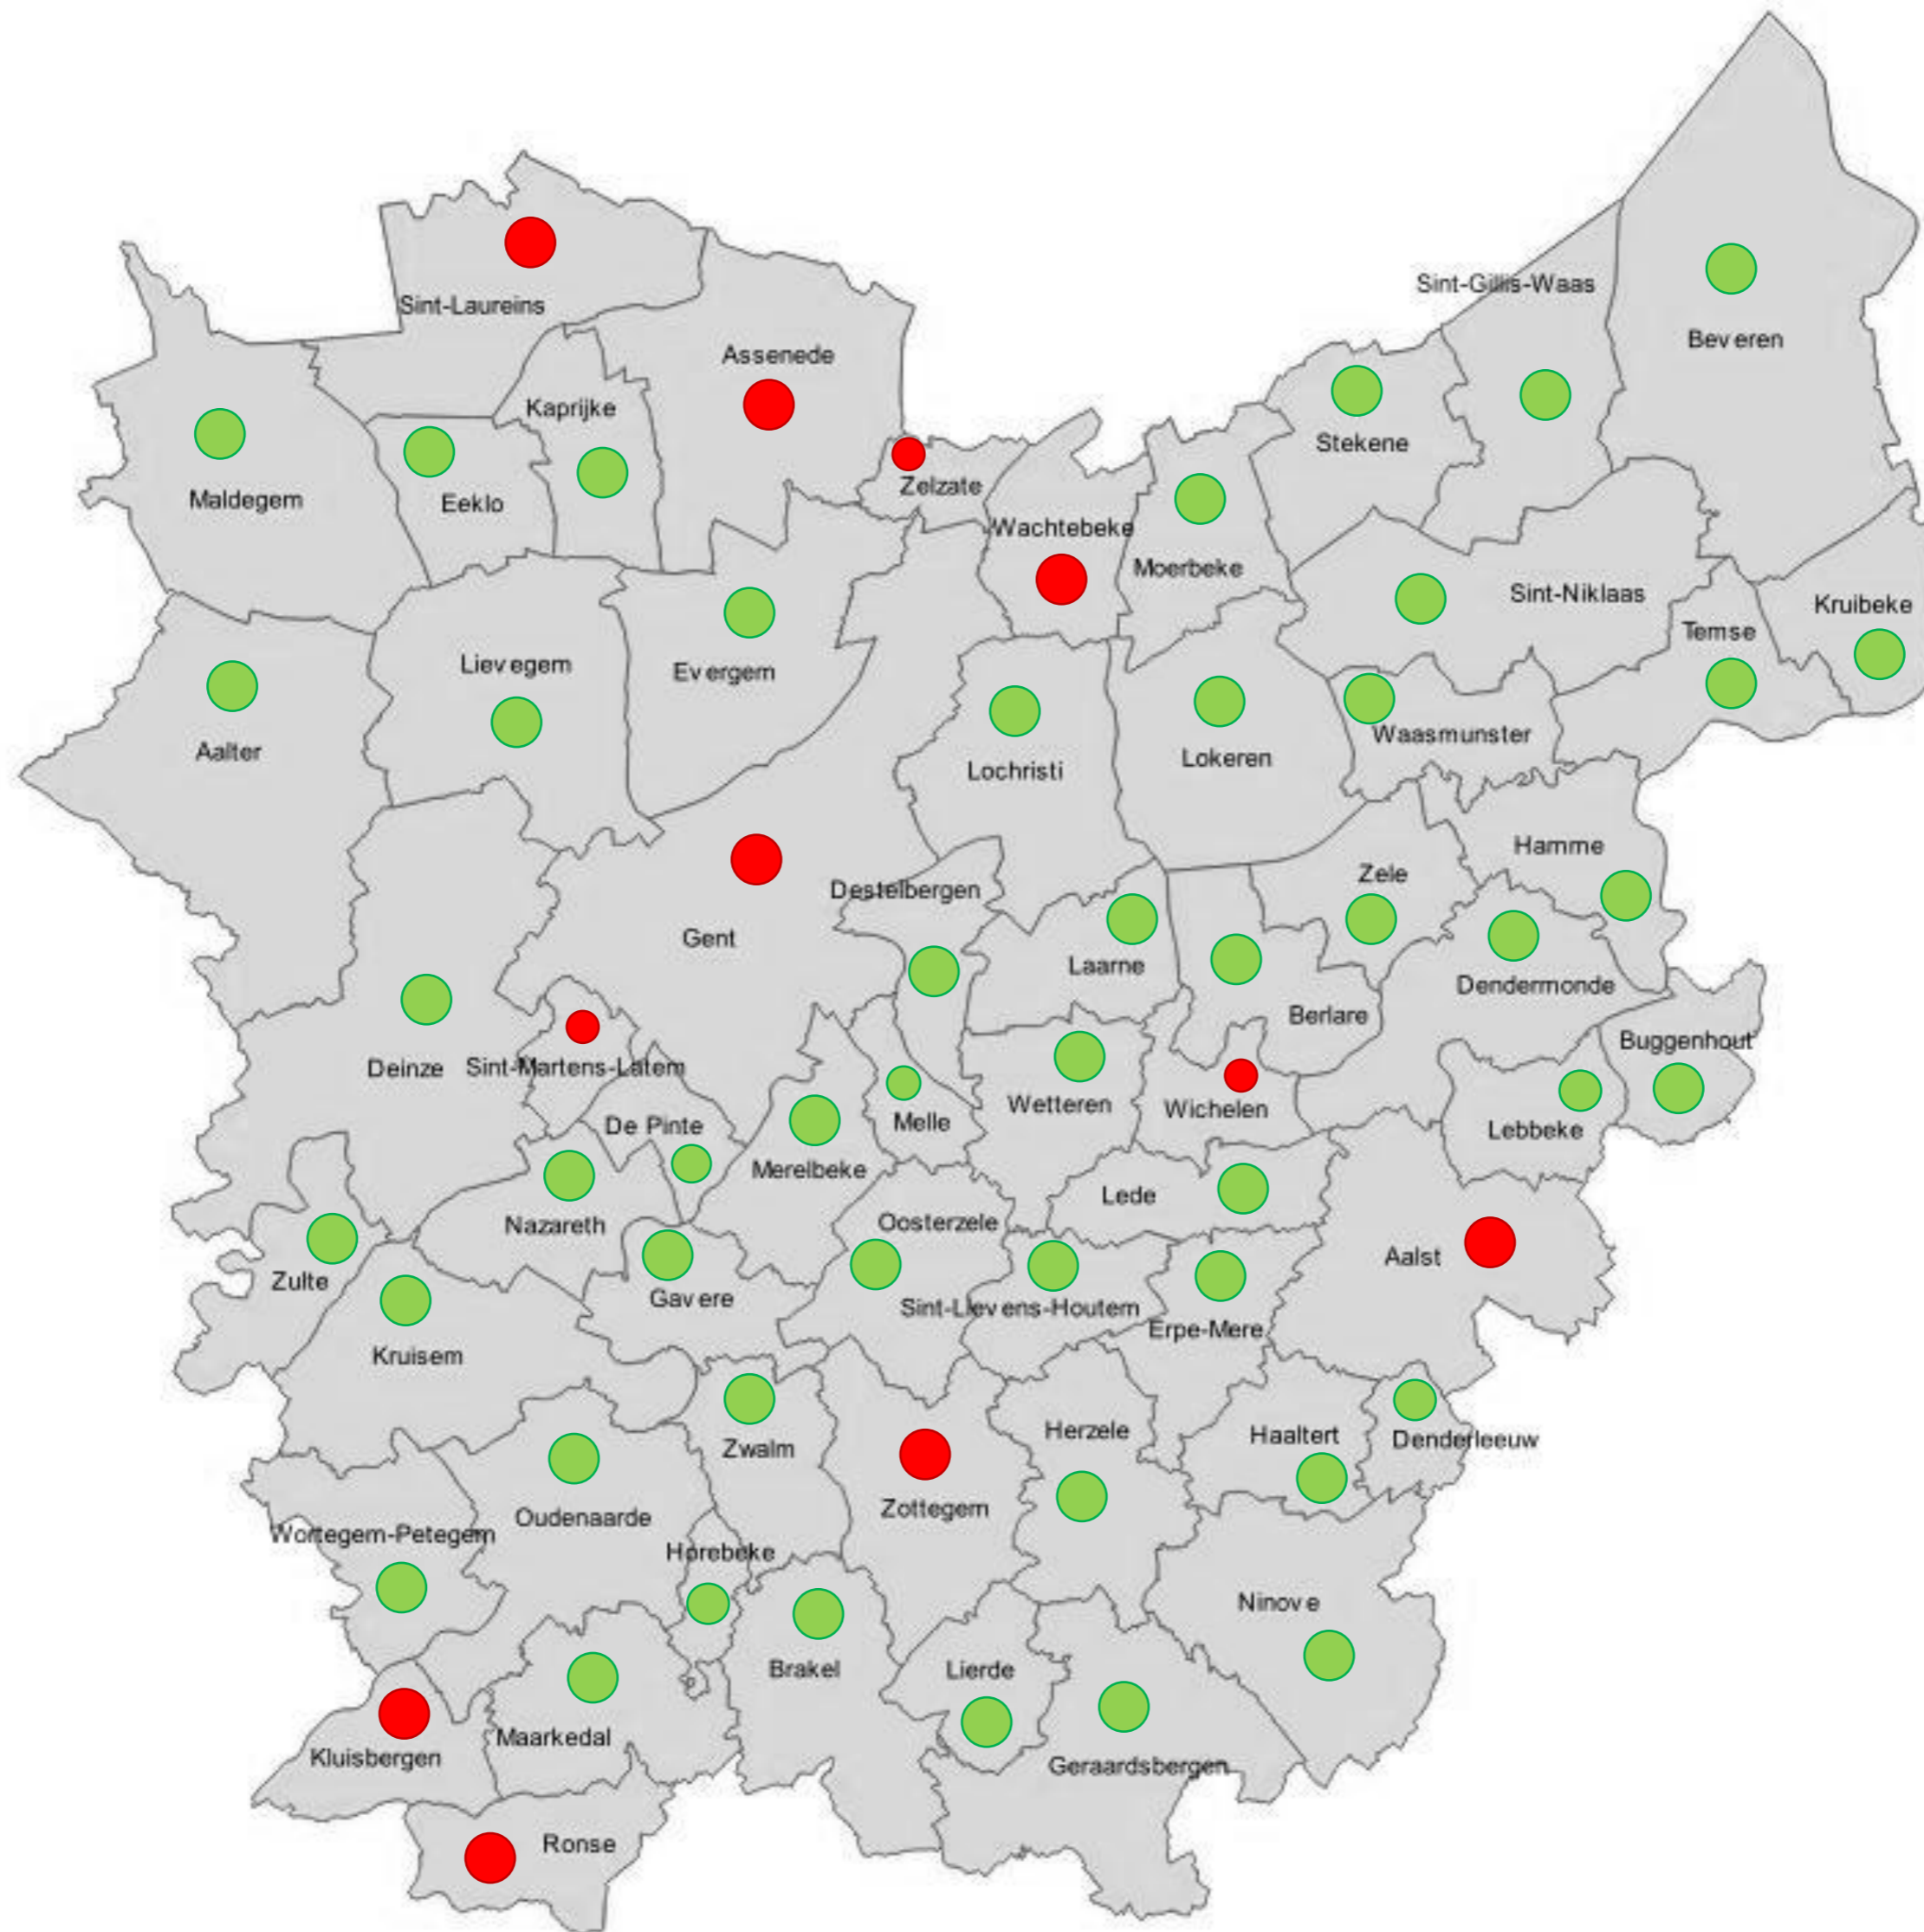 Sint-Gillis-Waas
Sint-Laureins
Beveren
Assenede
Kaprijke
Stekene
Zelzate
Maldegem
Eeklo
Wachtebeke
Moerbeke
Sint-Niklaas
Kruibeke
Temse
Lievegem
Evergem
Waasmunster
Aalter
Lokeren
Lochristi
Hamme
Zele
Destelbergen
Gent
Laarne
Dendermonde
Berlare
Buggenhout
Deinze
Sint-Martens-Latem
Wetteren
Wichelen
Melle
De Pinte
Lebbeke
Merelbeke
Lede
Oosterzele
Nazareth
Aalst
Zulte
Gavere
Sint-Lievens-Houtem
Erpe-Mere
Kruisem
Herzele
Haaltert
Denderleeuw
Zwalm
Zottegem
Oudenaarde
Wortegem-Petegem
Horebeke
Ninove
Brakel
Lierde
Maarkedal
Kluisbergen
Geraardsbergen
Ronse